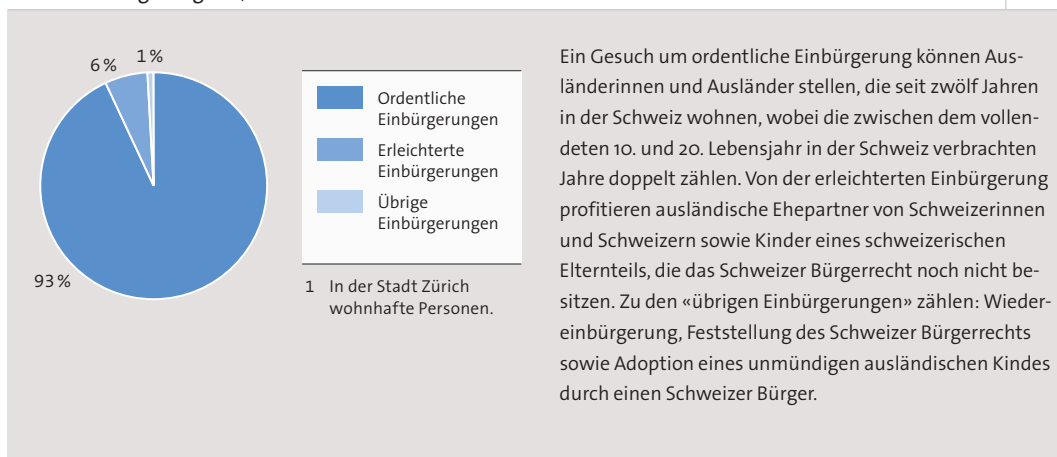 6 %
1 %
93 %
Ordentliche
Einbürgerungen
Erleichterte
Einbürgerungen
Übrige
Einbürgerungen
1 In der Stadt Zürich
wohnhafte Personen.
Ein Gesuch um ordentliche Einbürgerung können Aus-
länderinnen und Ausländer stellen, die seit zwölf Jahren
in der Schweiz wohnen, wobei die zwischen dem vollen-
deten 10. und 20. Lebensjahr in der Schweiz verbrachten
Jahre doppelt zählen. Von der erleichterten Einbürgerung
profitieren ausländische Ehepartner von Schweizerinnen
und Schweizern sowie Kinder eines schweizerischen
Elternteils, die das Schweizer Bürgerrecht noch nicht be-
sitzen. Zu den «übrigen Einbürgerungen» zählen: Wieder-
einbürgerung, Feststellung des Schweizer Bürgerrechts
sowie Adoption eines unmündigen ausländischen Kindes
durch einen Schweizer Bürger.